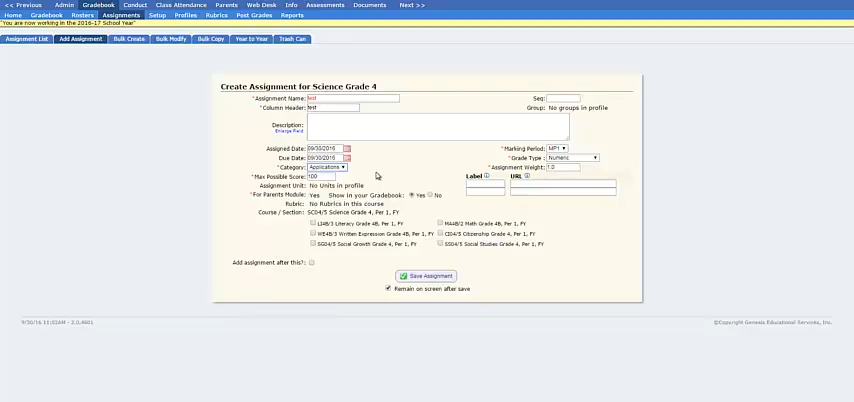 << Previous Admin Gradebook Conduct Class Attendance Parents Web Desk Info Assessments Documents Next >>
Home Gradebook Rosters Assignments Setup Profiles Rubrics Post Grades Reports
"You are now working in the 2016-17 School Year"
Assignment List Add Assignment Bulk Create Bulk Modify Bulk Copy Year to Year Trash Can
Create Assignment for Science Grade 4
*Assignment Name: test Seq:
*Column Header: test Group: No groups in profile
Description:
Enlarge Field
Assigned Date: 09/30/2016 *Marking Period: MP1
Due Date: 09/30/2016 *Grade Type: Numeric
*Category: Applications *Assignment Weight: 1.0
*Max Possible Score: 100 Label URL
Assignment Unit: No Units in profile
*For Parents Module: Yes Show in your Gradebook: Yes No
Rubric: No Rubrics in this course
Course / Section: SC04/5 Science Grade 4, Per 1, FY
LI4B/3 Literacy Grade 4B, Per 1, FY MA4B/2 Math Grade 4B, Per 1, FY
WE4B/3 Written Expression Grade 4B, Per 1, FY CI04/5 Citizenship Grade 4, Per 1, FY
SG04/5 Social Growth Grade 4, Per 1, FY SS04/5 Social Studies Grade 4, Per 1, FY
Add assignment after this?:
Save Assignment
Remain on screen after save
9/30/16 11:02AM - 2.0.4601 ©Copyright Genesis Educational Services, Inc.